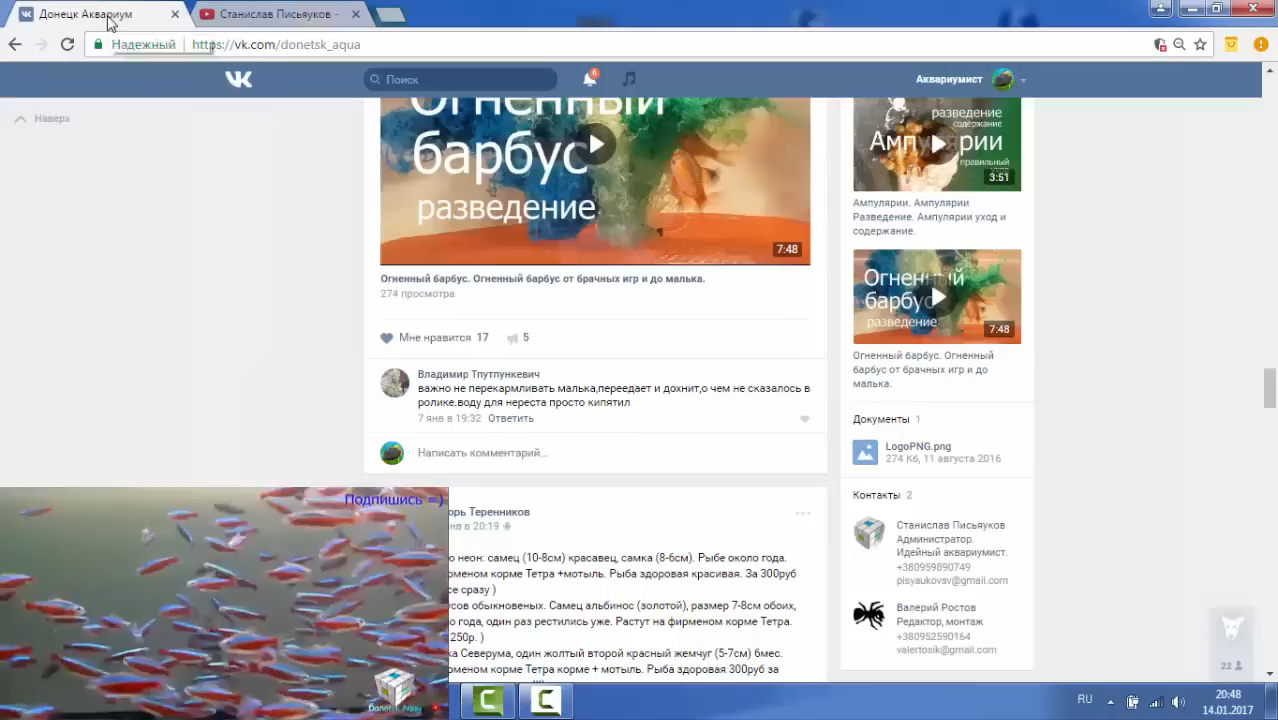 Донецк Аквариум
Станислав Письяуков -
Надежный
https://vk.com/donetsk_aqua
Поиск
6
Аквариумист
Наверх
Огненный
барбус
разведение
7:48
Огненный барбус. Огненный барбус от брачных игр и до малька.
274 просмотра
Мне нравится 17
5
Владимир Тпутпункевич
важно не перекармливать малька,переедает и дохнит,о чем не сказалось в
ролике.воду для нереста просто кипятил
7 янв в 19:32 Ответить
Написать комментарий...
орь Теренников
ня в 20:19
о неон: самец (10-8см) красавец, самка (8-6см). Рыбе около года.
рменом корме Тетра +мотыль. Рыба здоровая красивая. За 300руб
се сразу )
усов обыкновеных. Самец альбинос (золотой), размер 7-8см обоих,
о года, один раз рестились уже. Растут на фирменом корме Тетра.
250р. )
ка Северума, один жолтый второй красный жемчуг (5-7см) 6мес.
рменом корме Тетра корме + мотыль. Рыба здоровая 300руб за
разведение
содержание
Амп рии
правильный
3:51
Ампулярии. Ампулярии
Разведение. Ампулярии уход и
содержание.
Огненный
барбус
разведение
7:48
Огненный барбус. Огненный
барбус от брачных игр и до
малька.
Документы 1
LogoPNG.png
274 Кб, 11 августа 2016
Контакты 2
Станислав Письяуков
Администратор.
Идейный аквариумист.
+380959890749
pisyaukovsv@gmail.com
Валерий Ростов
Редактор, монтаж
+380952590164
valertosik@gmail.com
22
Подпишись =)
Donetsk Aqua
RU
20:48
14.01.2017